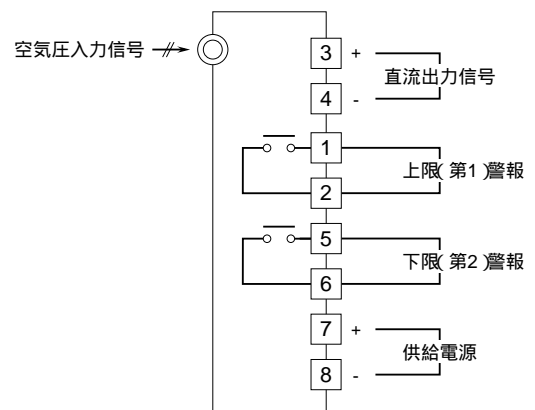 空気圧入力信号
3 +
直流出力信号
4 -
1
上限(第1)警報
2
5
下限(第2)警報
6
7 +
供給電源
8 -